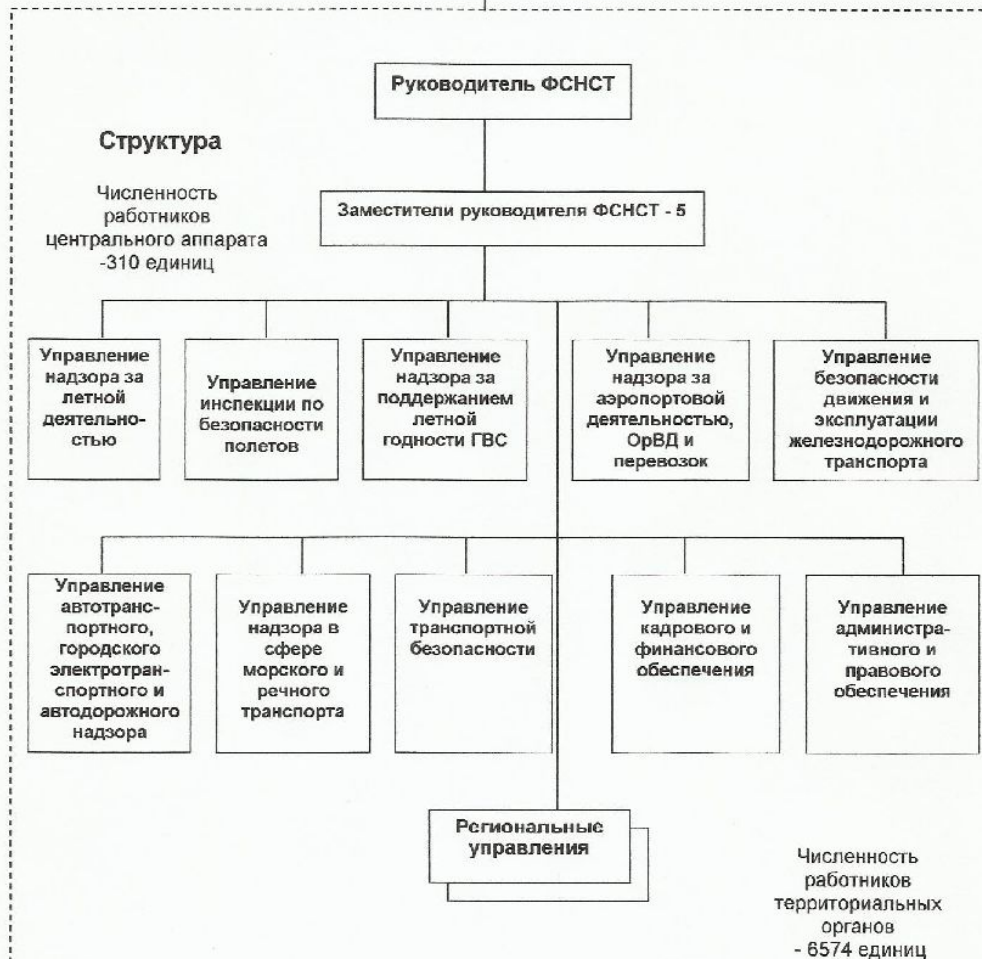 Руководитель ФСНСТ
Структура
Численность
работников
центрального аппарата
-310 единиц
Заместители руководителя ФСНСТ - 5
Управление
надзора за
летной
деятельно-
стью
Управление
инспекции по
безопасности
полетов
Управление
надзора за
поддержанием
летной
годности ГВС
Управление
надзора за
аэропортовой
деятельностью,
ОрВД и
перевозок
Управление
безопасности
движения и
эксплуатации
железнодорожного
транспорта
Управление
автотранс-
портного,
городского
электротран-
спортного и
автодорожного
надзора
Управление
надзора в
сфере
морского и
речного
транспорта
Управление
транспортной
безопасности
Управление
кадрового и
финансового
обеспечения
Управление
администра-
тивного и
правового
обеспечения
Региональные
управления
Численность
работников
территориальных
органов
- 6574 единиц